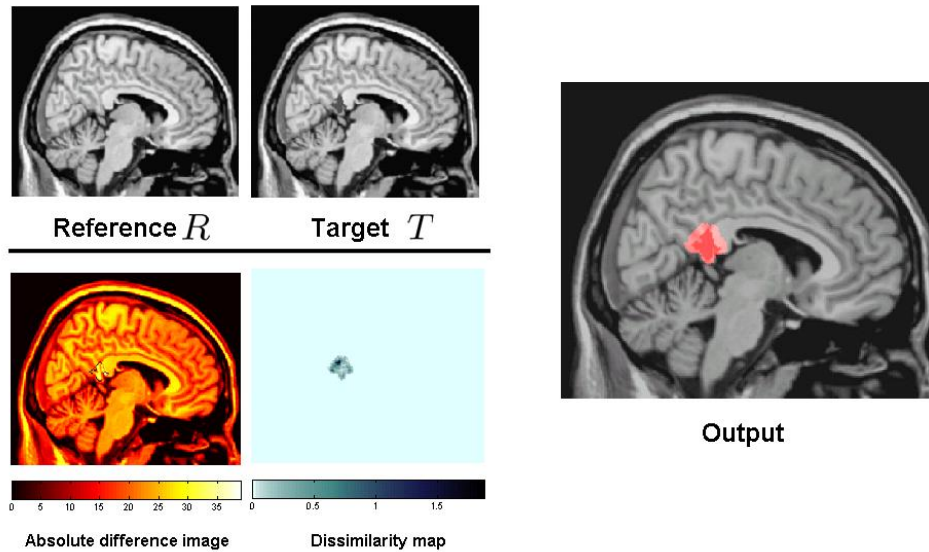 Reference R
Target T
0 5 10 15 20 25 30 35
0 0.5 1 1.5
Absolute difference image
Dissimilarity map
Output